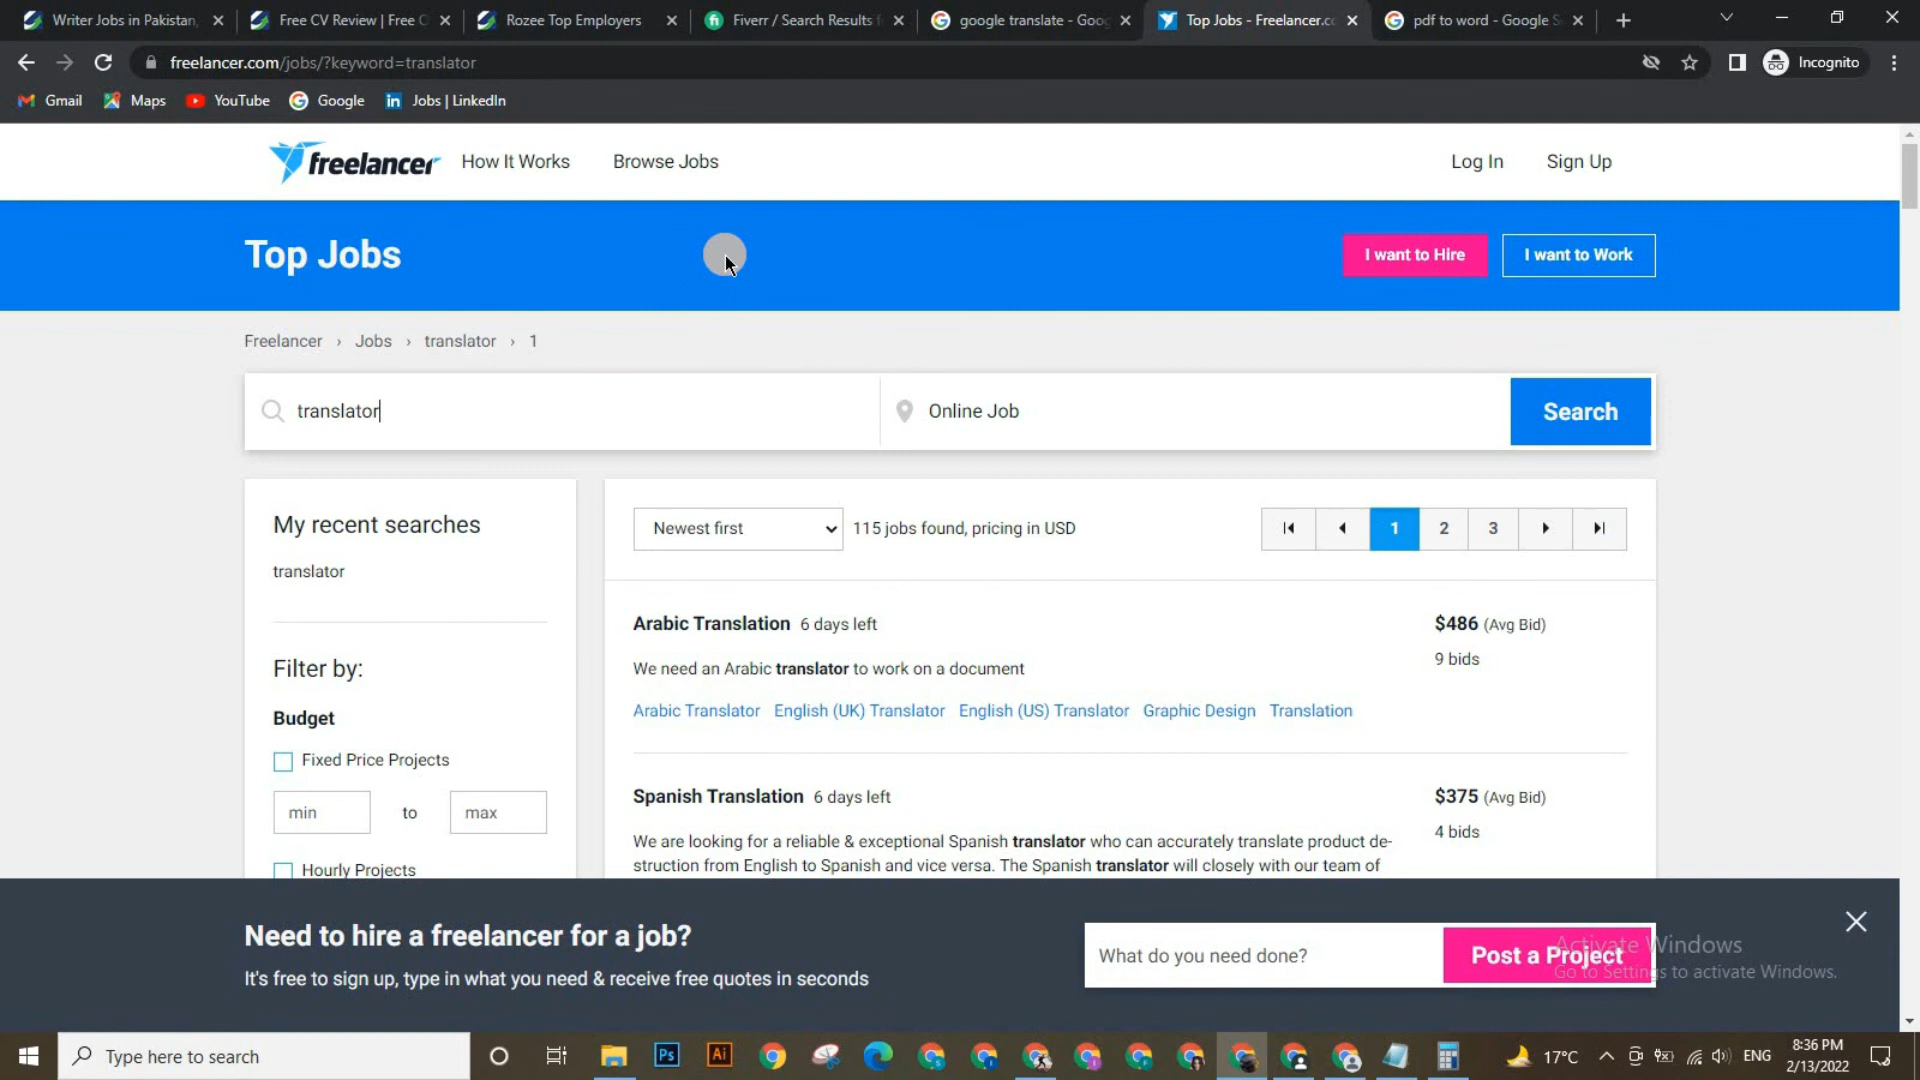 Writer Jobs in Pakistan,
Free CV Review | Free C
Rozee Top Employers
Fiverr / Search Results f
google translate - Goog
Top Jobs - Freelancer.co
pdf to word - Google S
freelancer.com/jobs/?keyword=translator
Incognito
Gmail
Maps
YouTube
Google
Jobs | LinkedIn
freelancer
How It Works
Browse Jobs
Log In
Sign Up
Top Jobs
I want to Hire
I want to Work
Freelancer › Jobs › translator › 1
translator
Online Job
Search
My recent searches
translator
Filter by:
Budget
Fixed Price Projects
min to max
Hourly Projects
Newest first
115 jobs found, pricing in USD
1 2 3
Arabic Translation 6 days left
$486 (Avg Bid)
9 bids
We need an Arabic translator to work on a document
Arabic Translator English (UK) Translator English (US) Translator Graphic Design Translation
Spanish Translation 6 days left
$375 (Avg Bid)
4 bids
We are looking for a reliable & exceptional Spanish translator who can accurately translate product de-
struction from English to Spanish and vice versa. The Spanish translator will closely with our team of
Need to hire a freelancer for a job?
It's free to sign up, type in what you need & receive free quotes in seconds
What do you need done?
Post a Project
Activate Windows
Go to Settings to activate Windows.
Type here to search
Ps
Ai
17°C
ENG
8:36 PM
2/13/2022